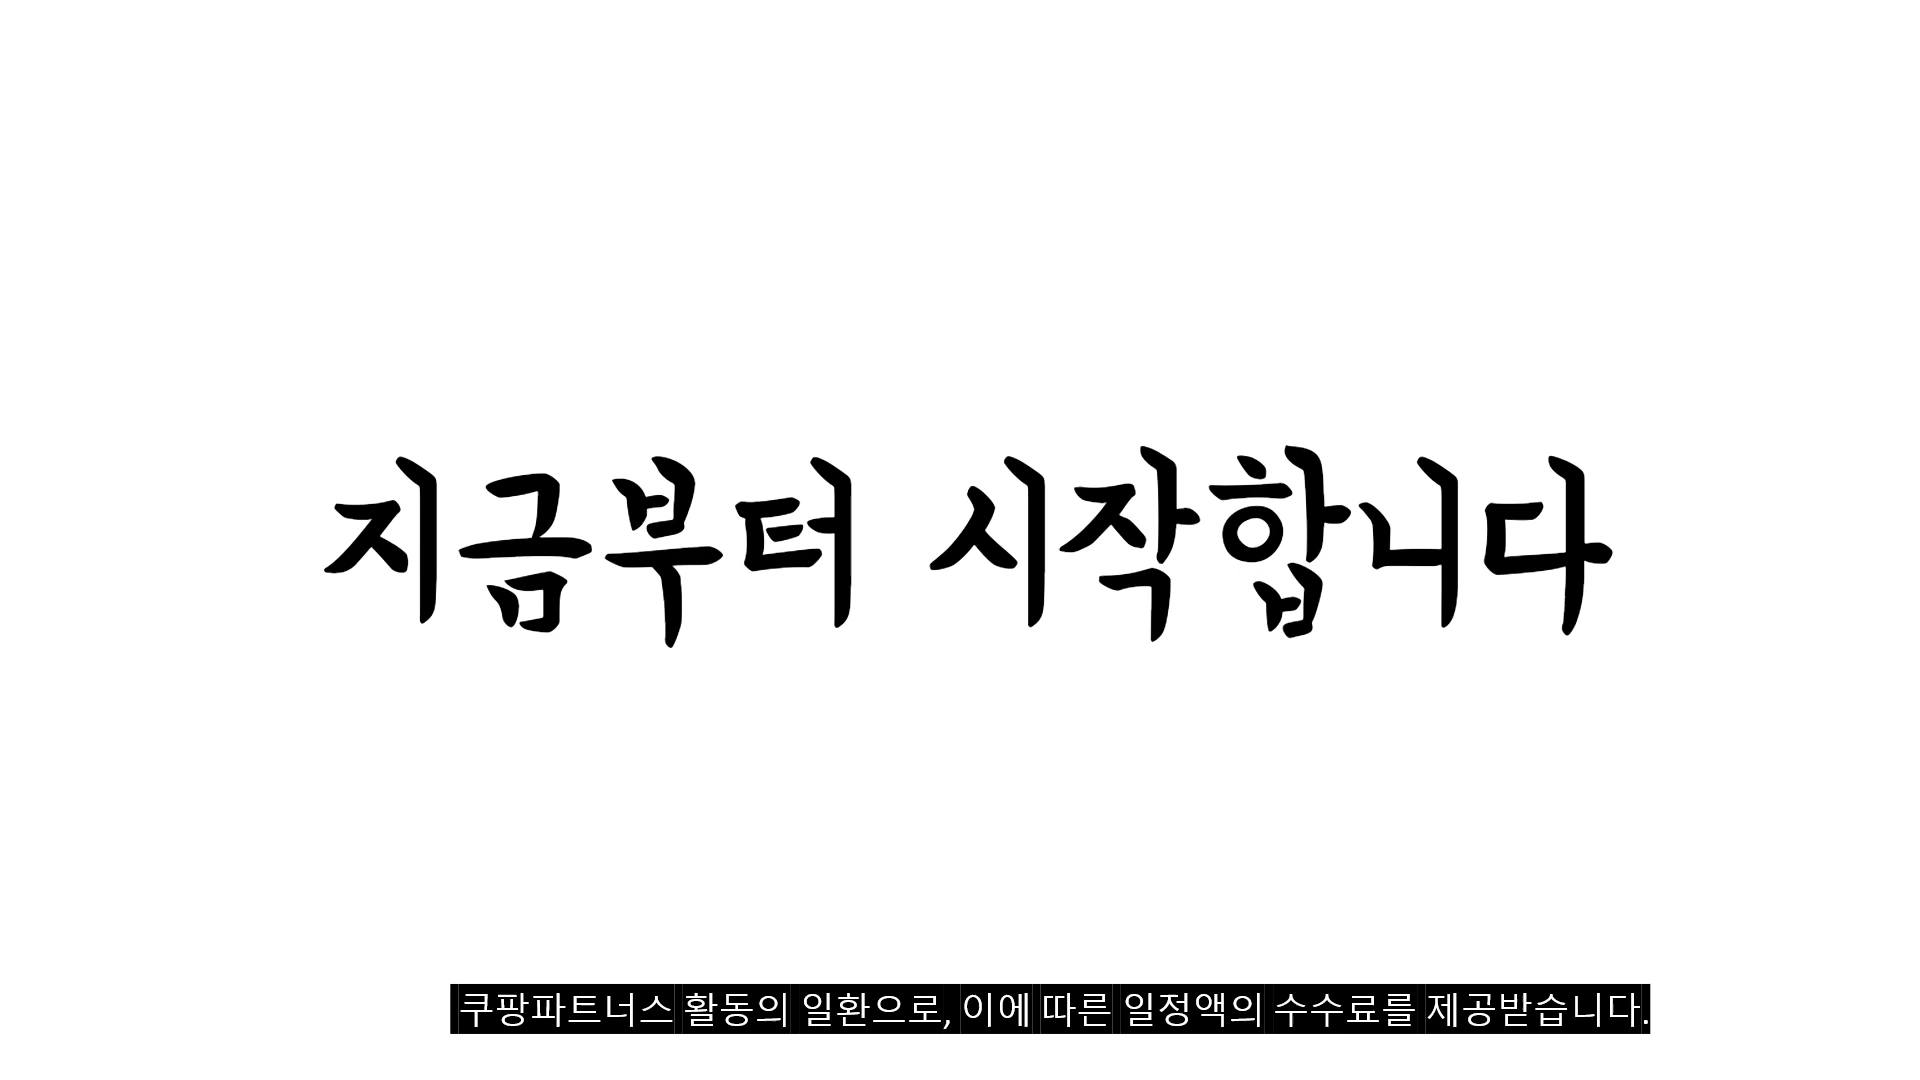 지금부터 시작합니다
쿠팡파트너스 활동의 일환으로, 이에 따른 일정액의 수수료를 제공받습니다.